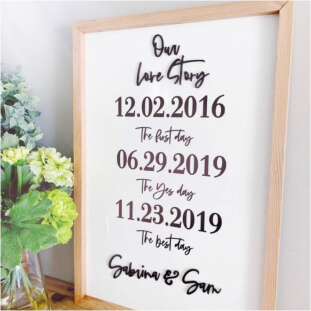 Our
Love Story
12.02.2016
The first day
06.29.2019
The Yes day
11.23.2019
The best day
Sabrina & Sam